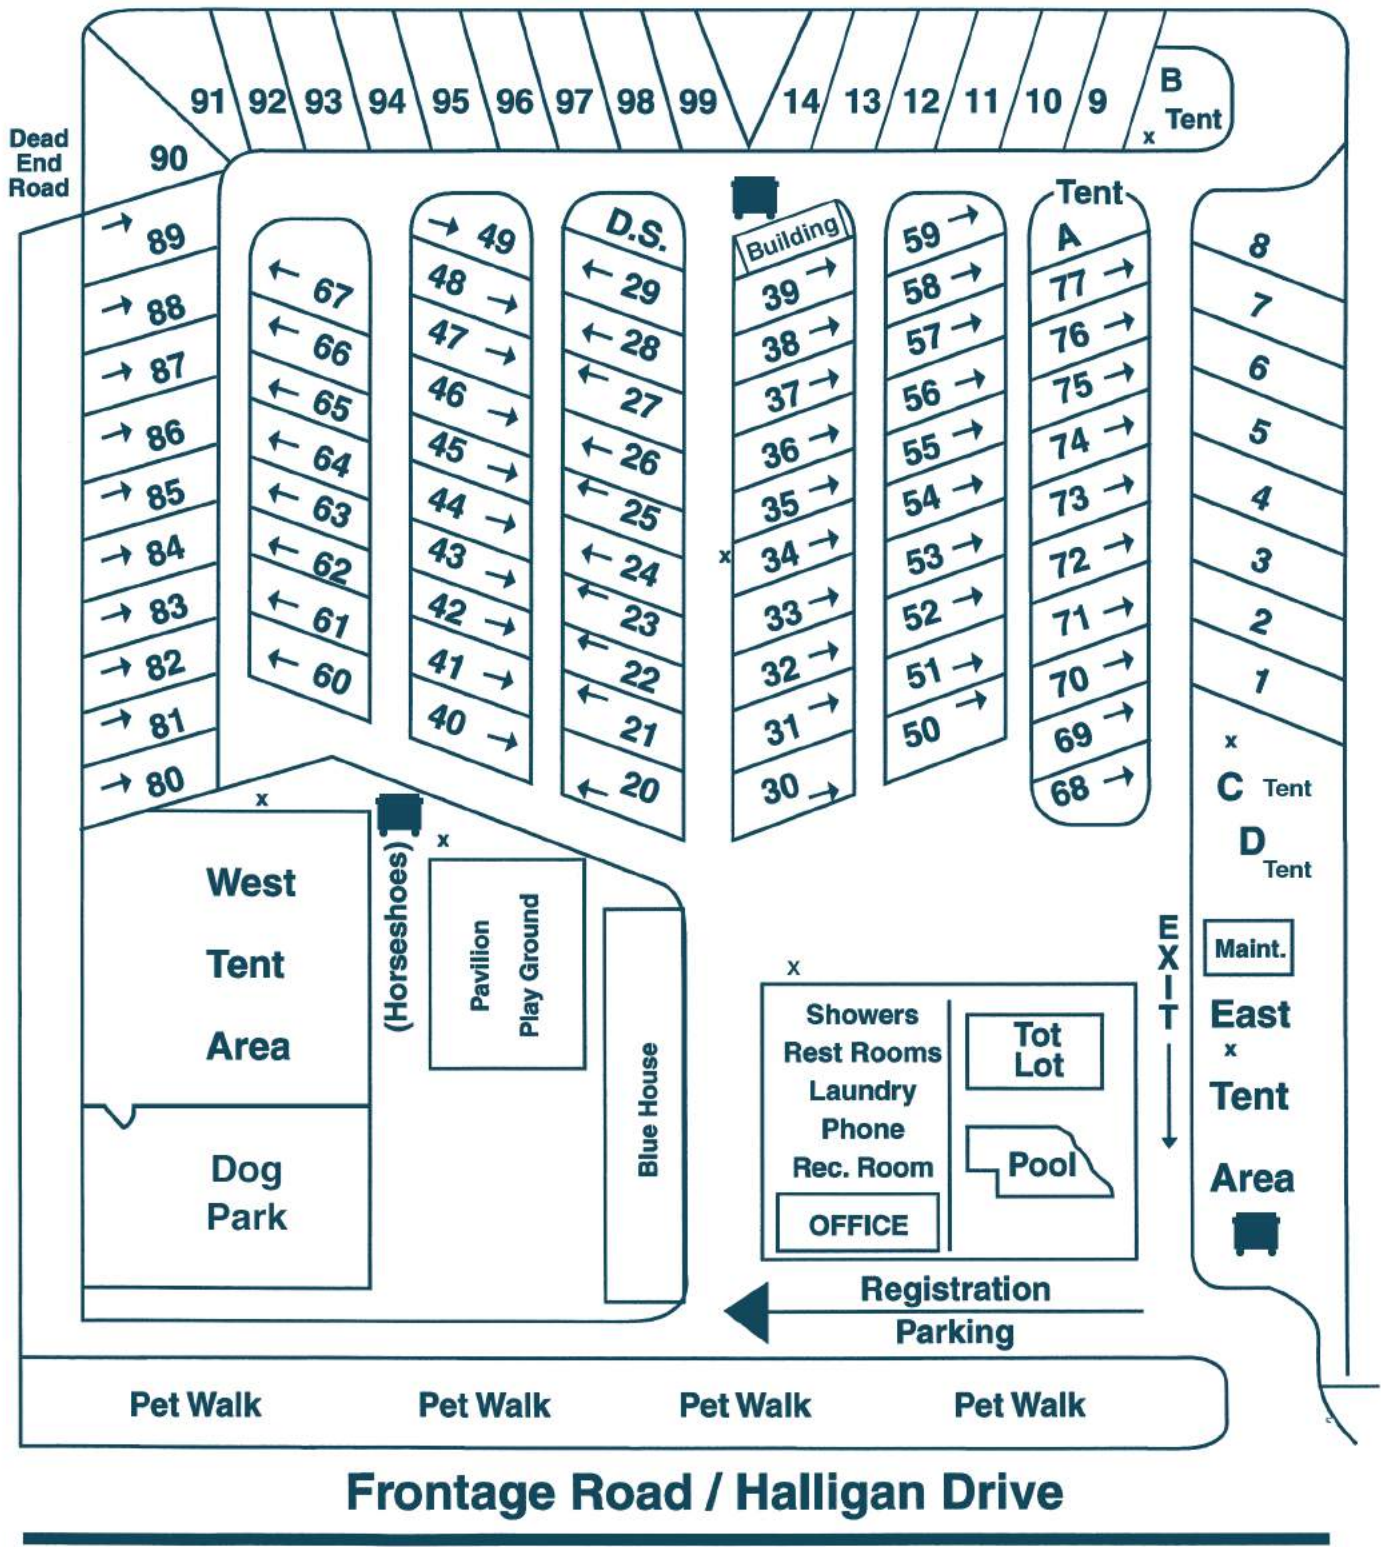 91 92 93 94 95 96 97 98 99 14 13 12 11 10 9
B
Tent
x
Dead
End
Road
90
89
88
87
86
85
84
83
82
81
80
67
66
65
64
63
62
61
60
49
48
47
46
45
44
43
42
41
40
D.S.
29
28
27
26
25
24
23
22
21
20
Building
39
38
37
36
35
x 34
33
32
31
30
59
58
57
56
55
54
53
52
51
50
Tent
A
77
76
75
74
73
72
71
70
69
68
8
7
6
5
4
3
2
1
x
C Tent
D
Tent
x
West
Tent
Area
(Horseshoes)
x
Pavilion
Play Ground
Blue House
Dog
Park
x
Showers
Rest Rooms
Laundry
Phone
Rec. Room
OFFICE
Tot
Lot
Pool
EXIT
Maint.
East
x
Tent
Area
Registration
Parking
Pet Walk Pet Walk Pet Walk Pet Walk
Frontage Road / Halligan Drive